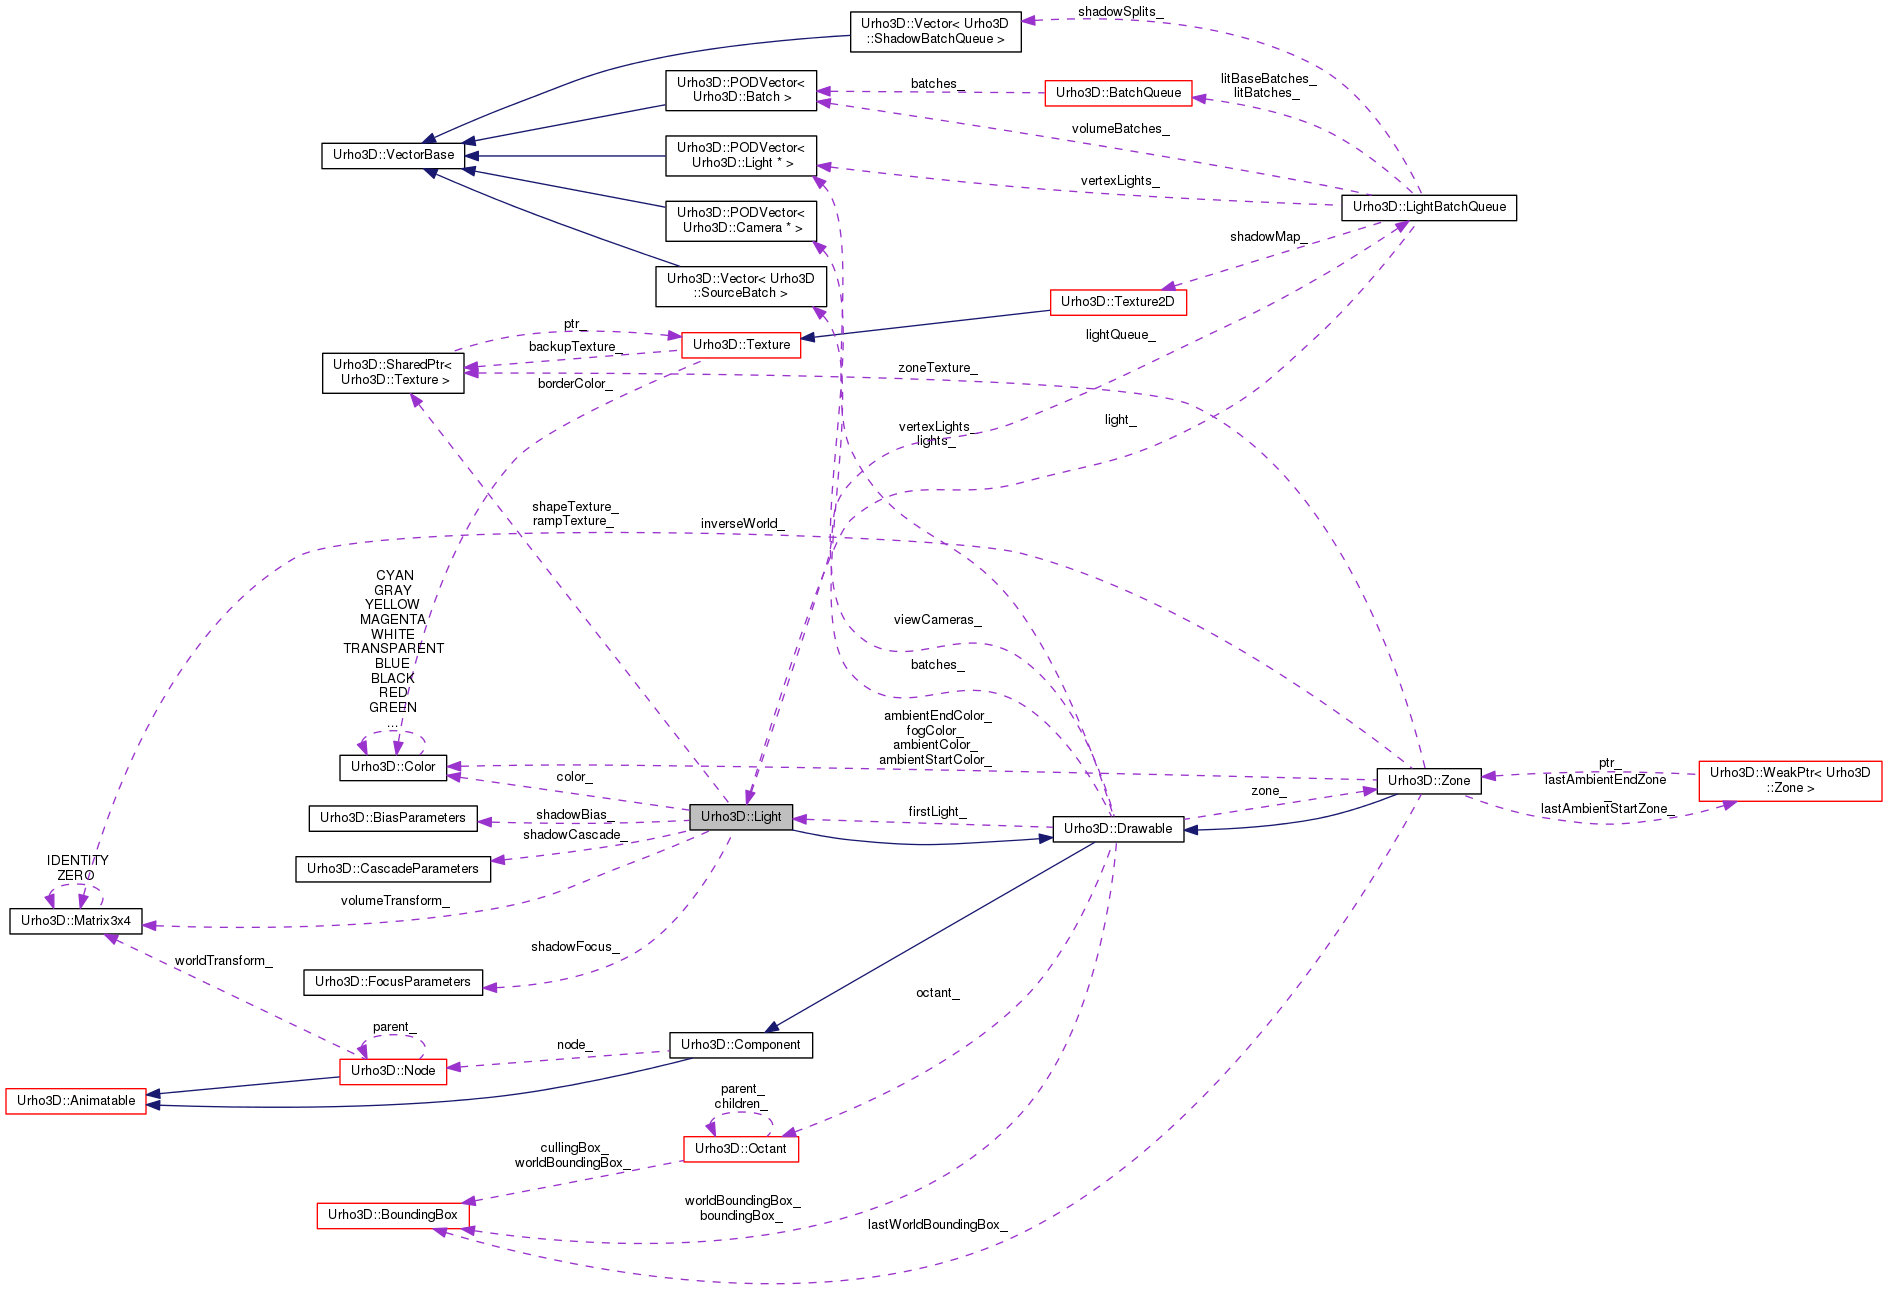 shadowSplits_
Urho3D::Vector< Urho3D
::ShadowBatchQueue >
Urho3D::PODVector<
Urho3D::Batch >
batches_
Urho3D::BatchQueue
litBaseBatches_
litBatches_
volumeBatches_
Urho3D::VectorBase
Urho3D::PODVector<
Urho3D::Light * >
vertexLights_
Urho3D::LightBatchQueue
Urho3D::PODVector<
Urho3D::Camera * >
shadowMap_
Urho3D::Vector< Urho3D
::SourceBatch >
Urho3D::Texture2D
ptr_
Urho3D::Texture
backupTexture_
lightQueue_
Urho3D::SharedPtr<
Urho3D::Texture >
zoneTexture_
borderColor_
vertexLights_
lights_
light_
shapeTexture_
rampTexture_
inverseWorld_
CYAN
GRAY
YELLOW
MAGENTA
WHITE
TRANSPARENT
BLUE
BLACK
RED
GREEN
...
viewCameras_
batches_
ambientEndColor_
fogColor_
ambientColor_
ambientStartColor_
Urho3D::Color
color_
Urho3D::Zone
ptr_
lastAmbientEndZone
_
lastAmbientStartZone_
Urho3D::WeakPtr< Urho3D
::Zone >
zone_
Urho3D::BiasParameters
shadowBias_
shadowCascade_
Urho3D::Light
firstLight_
Urho3D::Drawable
IDENTITY
ZERO
Urho3D::CascadeParameters
volumeTransform_
Urho3D::Matrix3x4
shadowFocus_
worldTransform_
Urho3D::FocusParameters
octant_
parent_
node_
Urho3D::Component
Urho3D::Node
Urho3D::Animatable
parent_
children_
Urho3D::Octant
cullingBox_
worldBoundingBox_
Urho3D::BoundingBox
worldBoundingBox_
boundingBox_
lastWorldBoundingBox_